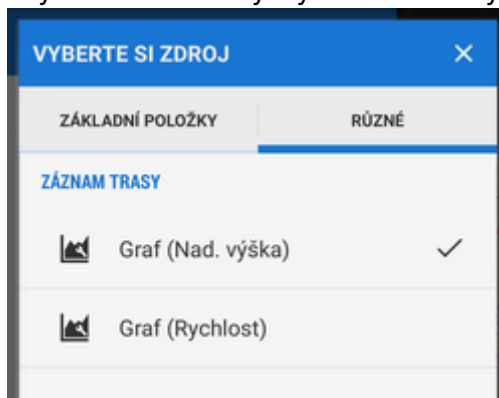 VYBERTE SI ZDROJ
ZÁKLADNÍ POLOŽKY RŮZNÉ
ZÁZNAM TRASY
Graf (Nad. výška)
Graf (Rychlost)